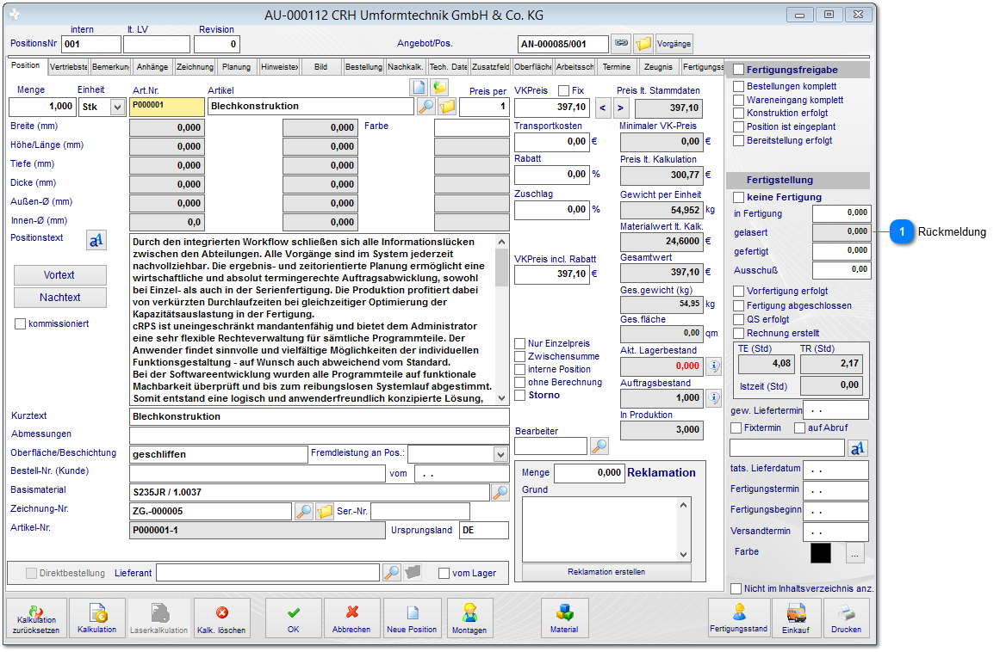 AU-000112 CRH Umformtechnik GmbH & Co. KG
intern lt. LV Revision
PositionsNr 001 0 Angebot/Pos. AN-000085/001 Vorgänge
Position Vertriebste Bemerkun Anhänge Zeichnung Planung Hinweistex Bild Bestellung Nachkalk. Tech. Date Zusatzfeld Oberfläche Arbeitssch Termine Zeugnis Fertigungss
Menge Einheit Art.Nr. Artikel Preis per VKPreis Fix Preis lt. Stammdaten
1,000 Stk P000001 Blechkonstruktion 1 397,10 < > 397,10
Breite (mm) 0,000 0,000 Farbe
Höhe/Länge (mm) 0,000 0,000
Tiefe (mm) 0,000 0,000
Dicke (mm) 0,000 0,000
Außen-Ø (mm) 0,000 0,000
Innen-Ø (mm) 0,0 0,000
Positionstext aA
Vortext
Nachtext
kommissioniert
Durch den integrierten Workflow schließen sich alle Informationslücken
zwischen den Abteilungen. Alle Vorgänge sind im System jederzeit
nachvollziehbar. Die ergebnis- und zeitorientierte Planung ermöglicht eine
wirtschaftliche und absolut termingerechte Auftragsabwicklung, sowohl
bei Einzel- als auch in der Serienfertigung. Die Produktion profitiert dabei
von verkürzten Durchlaufzeiten bei gleichzeitiger Optimierung der
Kapazitätsauslastung in der Fertigung.
cRPS ist uneingeschränkt mandantenfähig und bietet dem Administrator
eine sehr flexible Rechteverwaltung für sämtliche Programmteile. Der
Anwender findet sinnvolle und vielfältige Möglichkeiten der individuellen
Funktionsgestaltung - auf Wunsch auch abweichend vom Standard.
Bei der Softwareentwicklung wurden alle Programmteile auf funktionale
Machbarkeit überprüft und bis zum reibungslosen Systemlauf abgestimmt.
Somit entstand eine logisch und anwenderfreundlich konzipierte Lösung,
Kurztext Blechkonstruktion
Abmessungen
Oberfläche/Beschichtung geschliffen Fremdleistung an Pos.:
Bestell-Nr. (Kunde) vom . .
Basismaterial S235JR / 1.0037
Zeichnung-Nr. ZG.-000005 Ser.-Nr.
Artikel-Nr. P000001-1 Ursprungsland DE
Direktbestellung Lieferant vom Lager
Transportkosten
0,00 €
Rabatt
0,00 %
Zuschlag
0,00 %
VKPreis incl. Rabatt
397,10 €
Nur Einzelpreis
Zwischensumme
interne Position
ohne Berechnung
Storno
Bearbeiter
Minimaler VK-Preis
0,00 €
Preis lt. Kalkulation
300,77 €
Gewicht per Einheit
54,952 kg
Materialwert lt. Kalk.
24,6000 €
Gesamtwert
397,10 €
Ges.gewicht (kg)
54,95 kg
Ges.fläche
0,00 qm
Akt. Lagerbestand
0,000
Auftragsbestand
1,000
In Produktion
3,000
Menge 0,000 Reklamation
Grund
Reklamation erstellen
Fertigungsfreigabe
Bestellungen komplett
Wareneingang komplett
Konstruktion erfolgt
Position ist eingeplant
Bereitstellung erfolgt
Fertigstellung
keine Fertigung
in Fertigung 0,000
gelasert 0,000
gefertigt 0,000
Ausschuß 0,00
Vorfertigung erfolgt
Fertigung abgeschlossen
QS erfolgt
Rechnung erstellt
TE (Std) TR (Std)
4,08 2,17
Istzeit (Std) 0,00
gew. Liefertermin . .
Fixtermin auf Abruf
aA
tats. Lieferdatum . .
Fertigungstermin . .
Fertigungsbeginn . .
Versandtermin . .
Farbe ...
Nicht im Inhaltsverzeichnis anz.
1 Rückmeldung
Kalkulation zurücksetzen Kalkulation Laserkalkulation Kalk. löschen OK Abbrechen Neue Position Montagen Material Fertigungsstand Einkauf Drucken